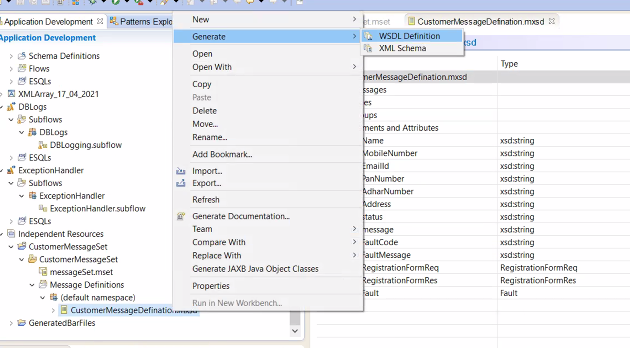 Application Development
Patterns Explo
.mset
CustomerMessageDefination.mxsd
Application Development
Schema Definitions
Flows
ESQLs
XMLArray_17_04_2021
DBLogs
Subflows
DBLogs
DBLogging.subflow
ESQLs
ExceptionHandler
Subflows
ExceptionHandler
ExceptionHandler.subflow
ESQLs
Independent Resources
CustomerMessageSet
CustomerMessageSet
messageSet.mset
Message Definitions
(default namespace)
CustomerMessageDefination.mxsd
GeneratedBarFiles
New
Generate
Open
Open With
Copy
Paste
Delete
Move...
Rename...
Add Bookmark...
Import...
Export...
Refresh
Generate Documentation...
Team
Compare With
Replace With
Generate JAXB Java Object Classes
Properties
Run in New Workbench...
WSDL Definition
XML Schema
xsd
Type
merMessageDefination.mxsd
ssages
es
ups
ments and Attributes
Name xsd:string
MobileNumber xsd:string
EmailId xsd:string
PanNumber xsd:string
AdharNumber xsd:string
Address xsd:string
status xsd:string
message xsd:string
FaultCode xsd:string
FaultMessage xsd:string
RegistrationFormReq RegistrationFormReq
RegistrationFormRes RegistrationFormRes
Fault Fault